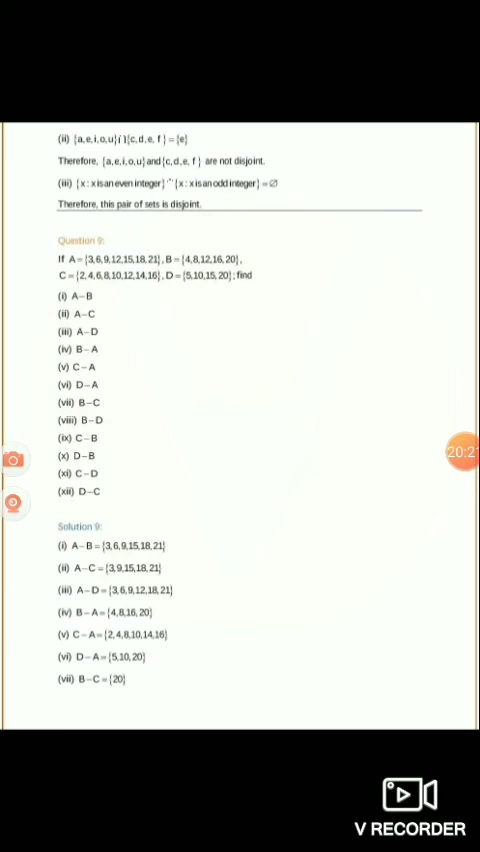 (ii) {a,e,i,o,u}∩{c,d,e, f } = {e}
Therefore, {a,e,i,o,u} and {c,d,e, f } are not disjoint.
(iii) {x : x is an even integer} ∩ {x : x is an odd integer} = ∅
Therefore, this pair of sets is disjoint.
Question 9:
If A = {3,6,9,12,15,18,21}, B = {4,8,12,16,20},
C = {2,4,6,8,10,12,14,16}, D = {5,10,15,20}; find
(i) A – B
(ii) A – C
(iii) A – D
(iv) B – A
(v) C – A
(vi) D – A
(vii) B – C
(viii) B – D
(ix) C – B
(x) D – B
(xi) C – D
(xii) D – C
Solution 9:
(i) A – B = {3,6,9,15,18,21}
(ii) A – C = {3,9,15,18,21}
(iii) A – D = {3,6,9,12,18,21}
(iv) B – A = {4,8,16,20}
(v) C – A = {2,4,8,10,14,16}
(vi) D – A = {5,10,20}
(vii) B – C = {20}
20:2
V RECORDER